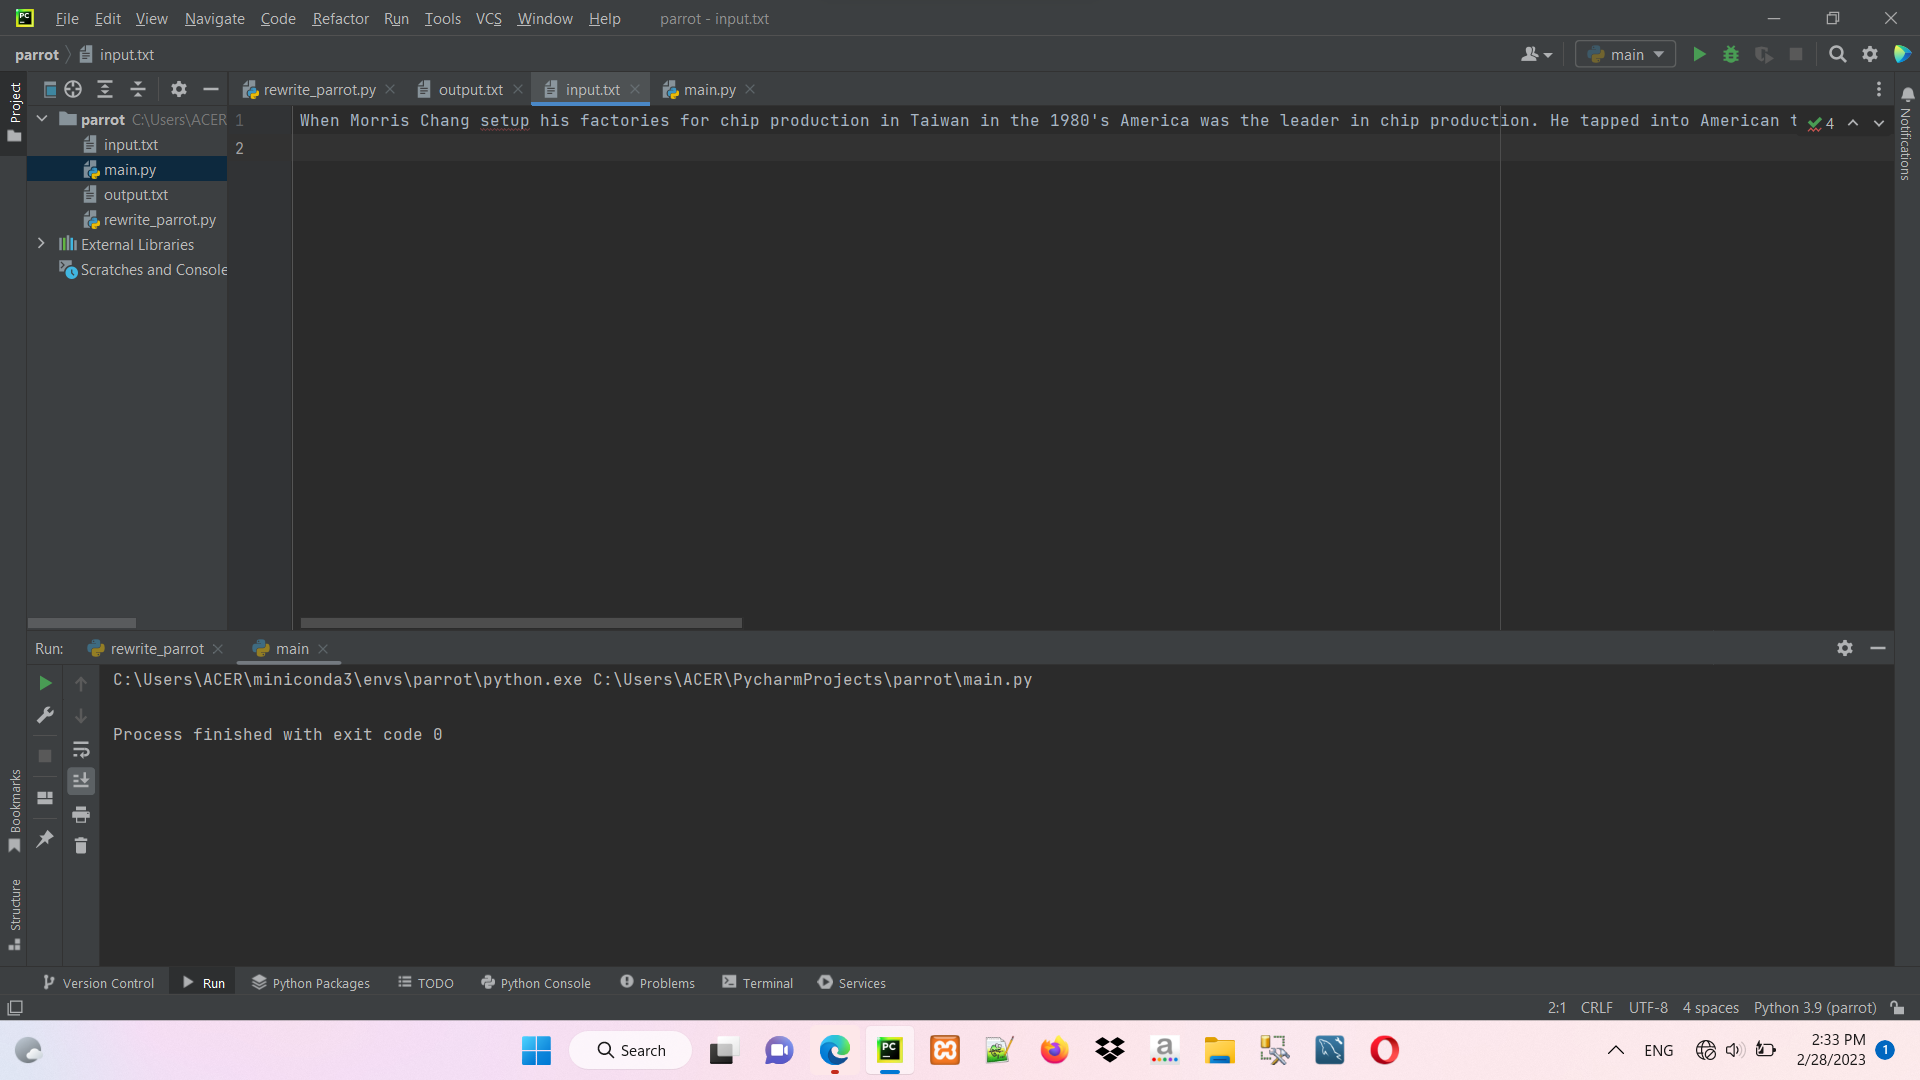 File Edit View Navigate Code Refactor Run Tools VCS Window Help parrot - input.txt
parrot input.txt main
Project rewrite_parrot.py output.txt input.txt main.py
parrot C:\Users\ACER 1 When Morris Chang setup his factories for chip production in Taiwan in the 1980's America was the leader in chip production. He tapped into American t 4
input.txt 2
main.py
output.txt
rewrite_parrot.py
External Libraries
Scratches and Console
Notifications
Run: rewrite_parrot main
C:\Users\ACER\miniconda3\envs\parrot\python.exe C:\Users\ACER\PycharmProjects\parrot\main.py
Process finished with exit code 0
Bookmarks
Structure
Version Control Run Python Packages TODO Python Console Problems Terminal Services
2:1 CRLF UTF-8 4 spaces Python 3.9 (parrot)
Search PC a ENG 2:33 PM 1
2/28/2023